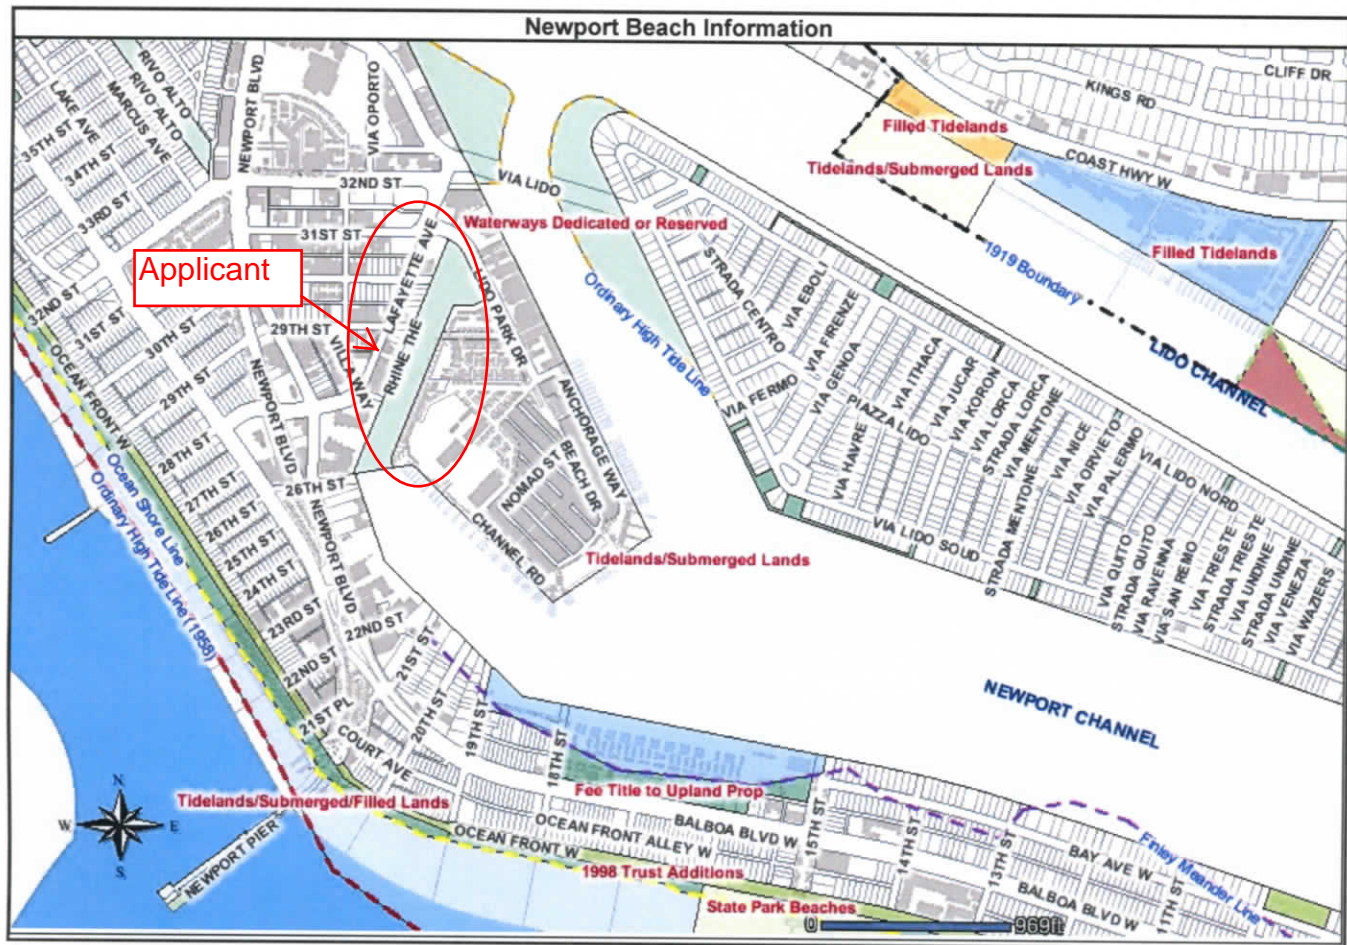 Newport Beach Information
RIVO ALTO
RIVO ALTO
MARCUS AVE
LAKE AVE
35TH ST
34TH ST
33RD ST
32ND ST
31ST ST
30TH ST
29TH ST
28TH ST
27TH ST
26TH ST
25TH ST
24TH ST
23RD ST
22ND ST
21ST PL
COURT AVE
NEWPORT BLVD
VIA OPORTO
32ND ST
31ST ST
29TH ST
VILLA WAY
NEWPORT BLVD
26TH ST
NEWPORT BLVD
22ND ST
21ST ST
20TH ST
19TH ST
18TH ST
15TH ST
14TH ST
13TH ST
11TH ST
Applicant
LAFAYETTE AVE
RHINE THE
LIDO PARK DR
VIA LIDO
Waterways Dedicated or Reserved
Ordinary High Tide Line
ANCHORAGE WAY
BEACH DR
NOMAD ST
CHANNEL RD
Tidelands/Submerged Lands
STRADA CENTRO
VIA EBOLI
VIA FIRENZE
VIA GENOA
VIA FERMO
VIA HAVRE
PIAZZA LIDO
VIA ITHACA
VIA JUCAR
VIA KORON
VIA LORCA
STRADA LORCA
VIA MENTONE
STRADA MENTONE
VIA NICE
VIA ORVIETO
VIA PALERMO
VIA LIDO NORD
VIA LIDO SOUD
VIA QUITO
STRADA QUITO
VIA RAVENNA
VIA SAN REMO
VIA TRIESTE
STRADA TRIESTE
VIA UNDINE
STRADA UNDINE
VIA VENEZIA
VIA WAZIERS
CLIFF DR
KINGS RD
COAST HWY W
Filled Tidelands
Tidelands/Submerged Lands
Filled Tidelands
1919 Boundary
LIDO CHANNEL
NEWPORT CHANNEL
OCEAN FRONT W
Ocean Shore Line
Ordinary High Tide Line (1958)
Tidelands/Submerged/Filled Lands
NEWPORT PIER
Fee Title to Upland Prop
BALBOA BLVD W
OCEAN FRONT ALLEY W
OCEAN FRONT W
1998 Trust Additions
State Park Beaches
BAY AVE W
BALBOA BLVD W
Finley Meander Line
N
W
E
S
0
969ft